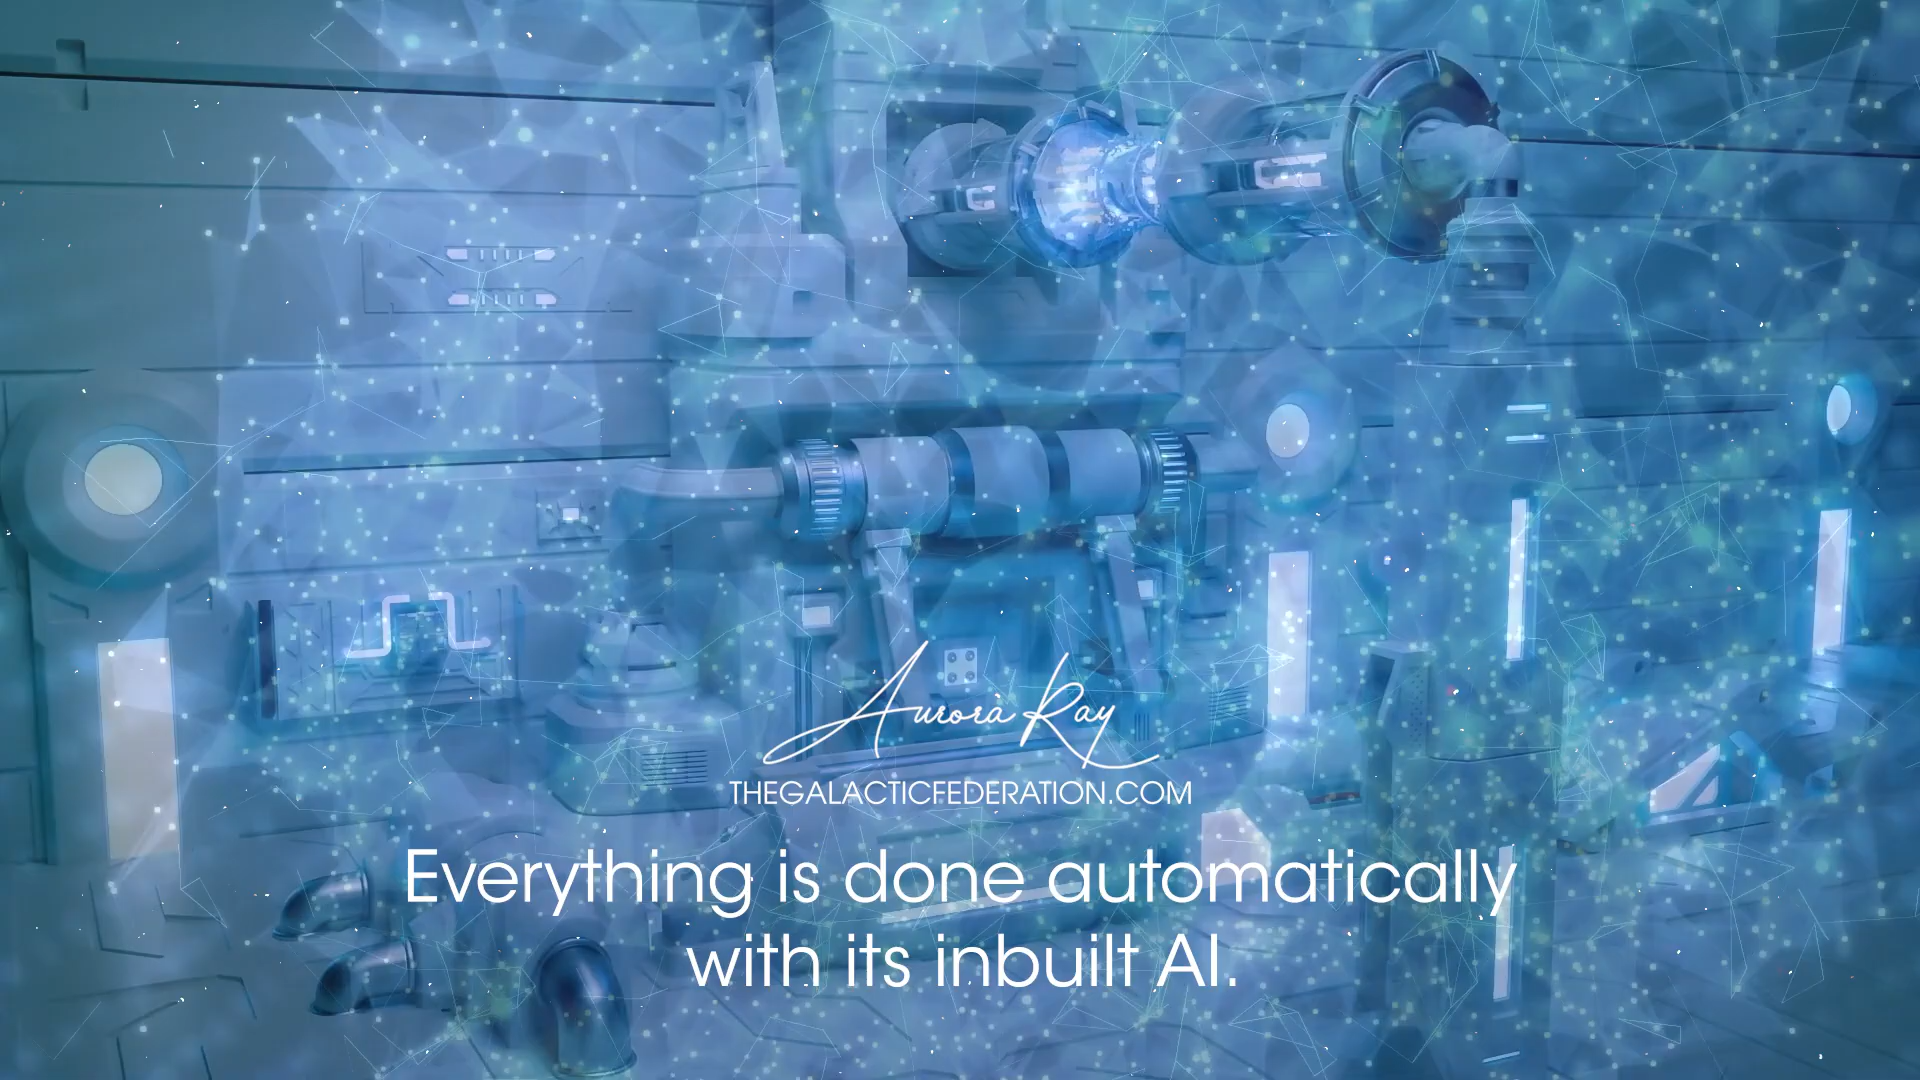 Aurora Ray
THEGALACTICFEDERATION.COM
Everything is done automatically
with its inbuilt AI.